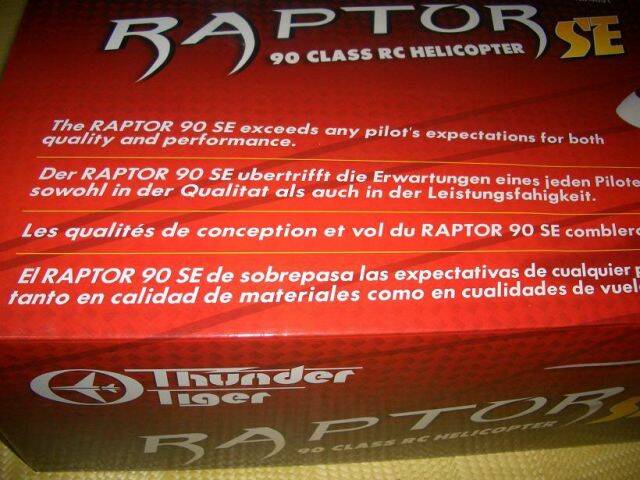 RAPTOR SE
90 CLASS RC HELICOPTER
The RAPTOR 90 SE exceeds any pilot's expectations for both
quality and performance.
Der RAPTOR 90 SE ubertrifft die Erwartungen eines jeden Pilote
sowohl in der Qualitat als auch in der Leistungsfahigkeit.
Les qualités de conception et vol du RAPTOR 90 SE comblero
El RAPTOR 90 SE de sobrepasa las expectativas de cualquier p
tanto en calidad de materiales como en cualidades de vuel
Thunder
Tiger
RAPTOR S
90 CLASS RC HELICOPTER